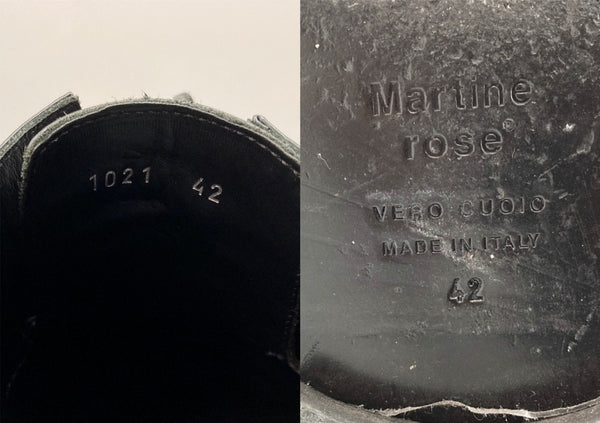 1021 42
Martine
rose®
VERO CUOIO
MADE IN ITALY
42